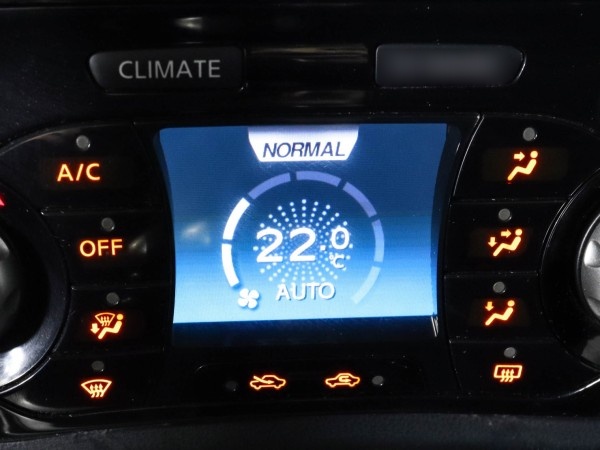 CLIMATE
NORMAL
A/C
OFF
22.0
°C
AUTO